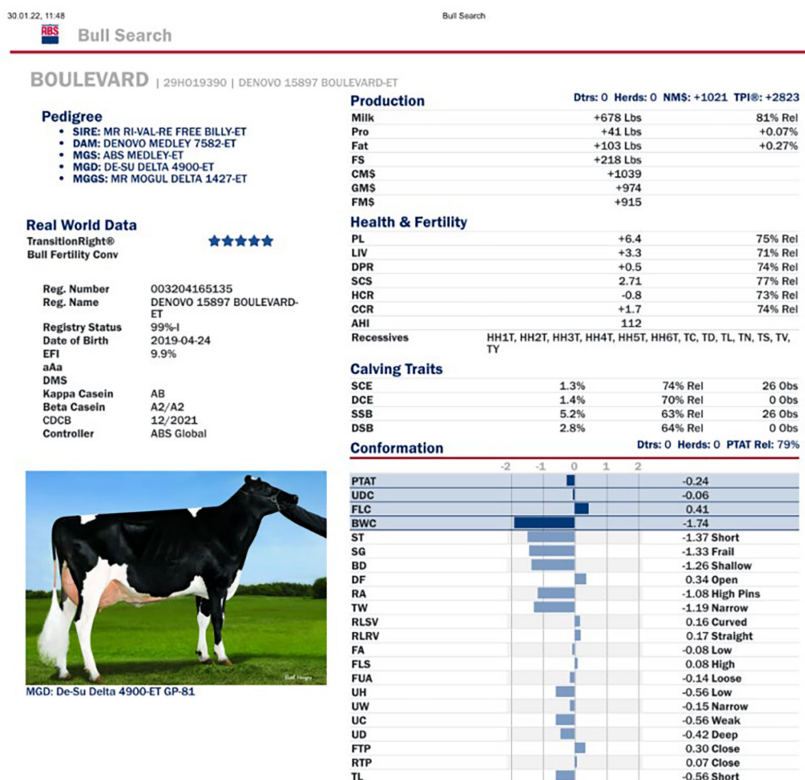 30.01.22, 11:48
Bull Search
ABS
Bull Search
BOULEVARD | 29HO19390 | DENOVO 15897 BOULEVARD-ET
Pedigree
• SIRE: MR RI-VAL-RE FREE BILLY-ET
• DAM: DENOVO MEDLEY 7582-ET
• MGS: ABS MEDLEY-ET
• MGD: DE-SU DELTA 4900-ET
• MGGS: MR MOGUL DELTA 1427-ET
Real World Data
TransitionRight® ★★★★★
Bull Fertility Conv
Reg. Number 003204165135
Reg. Name DENOVO 15897 BOULEVARD-
ET
Registry Status 99%-I
Date of Birth 2019-04-24
EFI 9.9%
aAa
DMS
Kappa Casein AB
Beta Casein A2/A2
CDCB 12/2021
Controller ABS Global
MGD: De-Su Delta 4900-ET GP-81
Production Dtrs: 0 Herds: 0 NM$: +1021 TPI®: +2823
Milk +678 Lbs 81% Rel
Pro +41 Lbs +0.07%
Fat +103 Lbs +0.27%
FS +218 Lbs
CM$ +1039
GM$ +974
FM$ +915
Health & Fertility
PL +6.4 75% Rel
LIV +3.3 71% Rel
DPR +0.5 74% Rel
SCS 2.71 77% Rel
HCR -0.8 73% Rel
CCR +1.7 74% Rel
AHI 112
Recessives HH1T, HH2T, HH3T, HH4T, HH5T, HH6T, TC, TD, TL, TN, TS, TV,
TY
Calving Traits
SCE 1.3% 74% Rel 26 Obs
DCE 1.4% 70% Rel 0 Obs
SSB 5.2% 63% Rel 26 Obs
DSB 2.8% 64% Rel 0 Obs
Conformation Dtrs: 0 Herds: 0 PTAT Rel: 79%
-2 -1 0 1 2
PTAT -0.24
UDC -0.06
FLC 0.41
BWC -1.74
ST -1.37 Short
SG -1.33 Frail
BD -1.26 Shallow
DF 0.34 Open
RA -1.08 High Pins
TW -1.19 Narrow
RLSV 0.16 Curved
RLRV 0.17 Straight
FA -0.08 Low
FLS 0.08 High
FUA -0.14 Loose
UH -0.56 Low
UW -0.15 Narrow
UC -0.56 Weak
UD -0.42 Deep
FTP 0.30 Close
RTP 0.07 Close
TL -0.56 Short